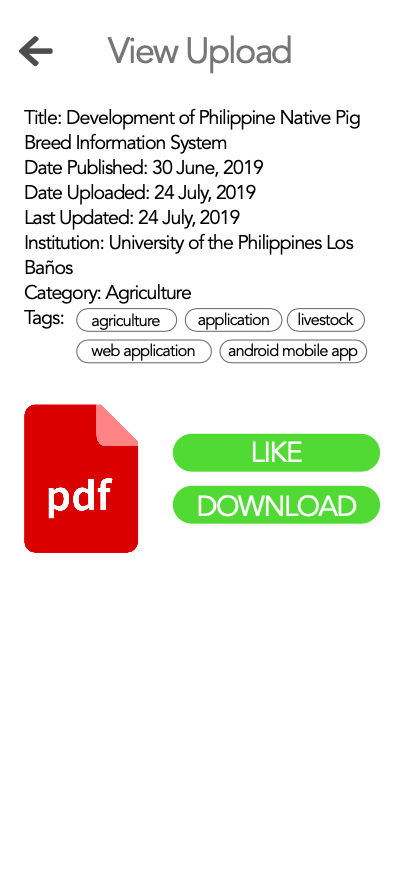 View Upload
Title: Development of Philippine Native Pig
Breed Information System
Date Published: 30 June, 2019
Date Uploaded: 24 July, 2019
Last Updated: 24 July, 2019
Institution: University of the Philippines Los
Baños
Category: Agriculture
Tags: agriculture application livestock
web application android mobile app
pdf
LIKE
DOWNLOAD